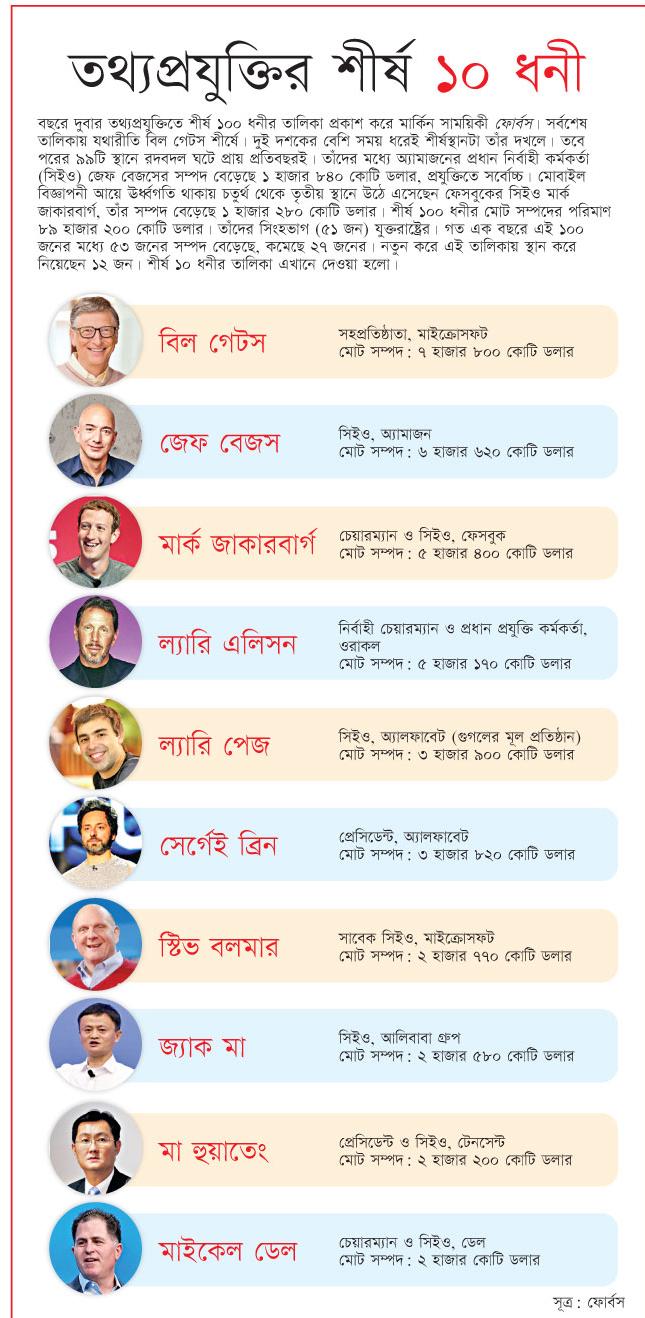 তথ্যপ্রযুক্তির শীর্ষ ১০ ধনী
বছরে দুবার তথ্যপ্রযুক্তিতে শীর্ষ ১০০ ধনীর তালিকা প্রকাশ করে মার্কিন সাময়িকী ফোর্বস। সর্বশেষ
তালিকায় যথারীতি বিল গেটস শীর্ষে। দুই দশকের বেশি সময় ধরেই শীর্ষস্থানটা তাঁর দখলে। তবে
পরের ৯৯টি স্থানে রদবদল ঘটে প্রায় প্রতিবছরই। তাঁদের মধ্যে অ্যামাজনের প্রধান নির্বাহী কর্মকর্তা
(সিইও) জেফ বেজসের সম্পদ বেড়েছে ১ হাজার ৮৪০ কোটি ডলার, প্রযুক্তিতে সর্বোচ্চ। মোবাইল
বিজ্ঞাপনী আয়ে ঊর্ধ্বগতি থাকায় চতুর্থ থেকে তৃতীয় স্থানে উঠে এসেছেন ফেসবুকের সিইও মার্ক
জাকারবার্গ, তাঁর সম্পদ বেড়েছে ১ হাজার ২৮০ কোটি ডলার। শীর্ষ ১০০ ধনীর মোট সম্পদের পরিমাণ
৮৯ হাজার ২০০ কোটি ডলার। তাঁদের সিংহভাগ (৫১ জন) যুক্তরাষ্ট্রের। গত এক বছরে এই ১০০
জনের মধ্যে ৫৩ জনের সম্পদ বেড়েছে, কমেছে ২৭ জনের। নতুন করে এই তালিকায় স্থান করে
নিয়েছেন ১২ জন। শীর্ষ ১০ ধনীর তালিকা এখানে দেওয়া হলো।
বিল গেটস
সহপ্রতিষ্ঠাতা, মাইক্রোসফট
মোট সম্পদ : ৭ হাজার ৮০০ কোটি ডলার
জেফ বেজস
সিইও, অ্যামাজন
মোট সম্পদ : ৬ হাজার ৬২০ কোটি ডলার
মার্ক জাকারবার্গ
চেয়ারম্যান ও সিইও, ফেসবুক
মোট সম্পদ : ৫ হাজার ৪০০ কোটি ডলার
ল্যারি এলিসন
নির্বাহী চেয়ারম্যান ও প্রধান প্রযুক্তি কর্মকর্তা,
ওরাকল
মোট সম্পদ : ৫ হাজার ১৭০ কোটি ডলার
ল্যারি পেজ
সিইও, অ্যালফাবেট (গুগলের মূল প্রতিষ্ঠান)
মোট সম্পদ : ৩ হাজার ৯০০ কোটি ডলার
সের্গেই ব্রিন
প্রেসিডেন্ট, অ্যালফাবেট
মোট সম্পদ : ৩ হাজার ৮২০ কোটি ডলার
স্টিভ বলমার
সাবেক সিইও, মাইক্রোসফট
মোট সম্পদ : ২ হাজার ৭৭০ কোটি ডলার
জ্যাক মা
সিইও, আলিবাবা গ্রুপ
মোট সম্পদ : ২ হাজার ৫৮০ কোটি ডলার
মা হুয়াতেং
প্রেসিডেন্ট ও সিইও, টেনসেন্ট
মোট সম্পদ : ২ হাজার ২০০ কোটি ডলার
মাইকেল ডেল
চেয়ারম্যান ও সিইও, ডেল
মোট সম্পদ : ২ হাজার কোটি ডলার
সূত্র : ফোর্বস